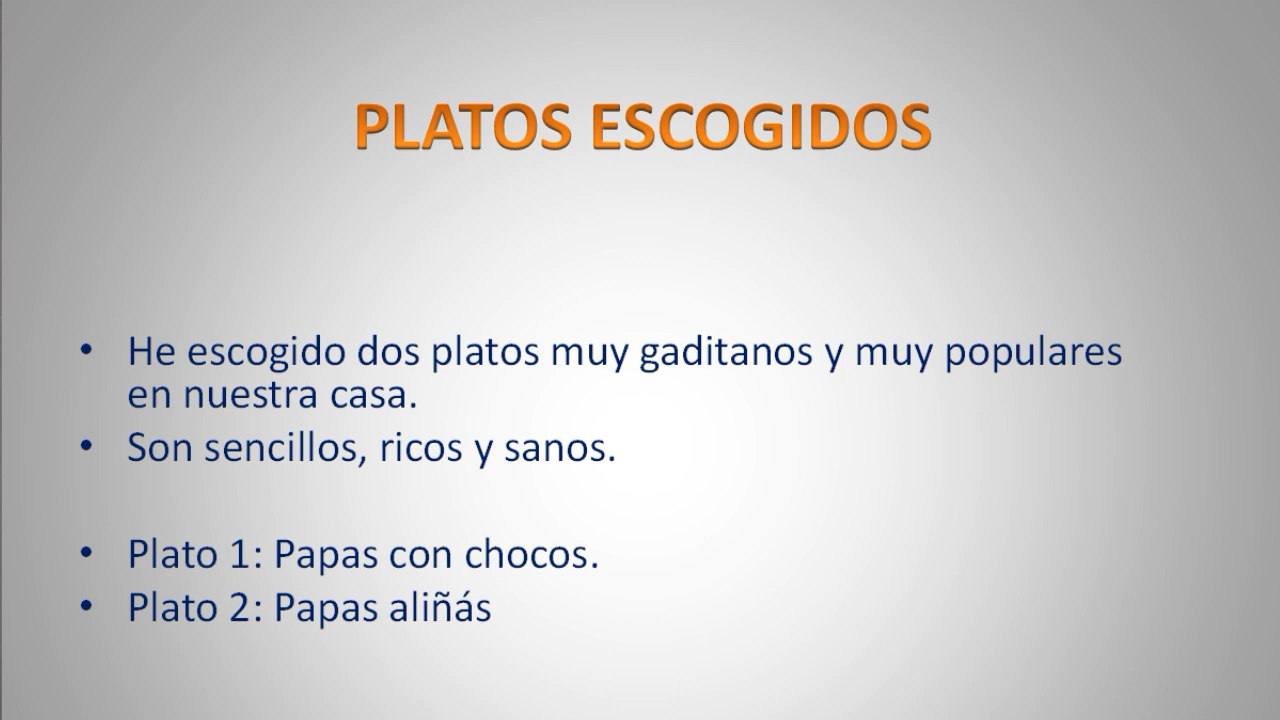 PLATOS ESCOGIDOS
• He escogido dos platos muy gaditanos y muy populares
en nuestra casa.
• Son sencillos, ricos y sanos.
• Plato 1: Papas con chocos.
• Plato 2: Papas aliñás